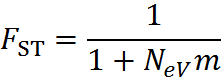 F_ST = 1 / (1 + N_eV m)